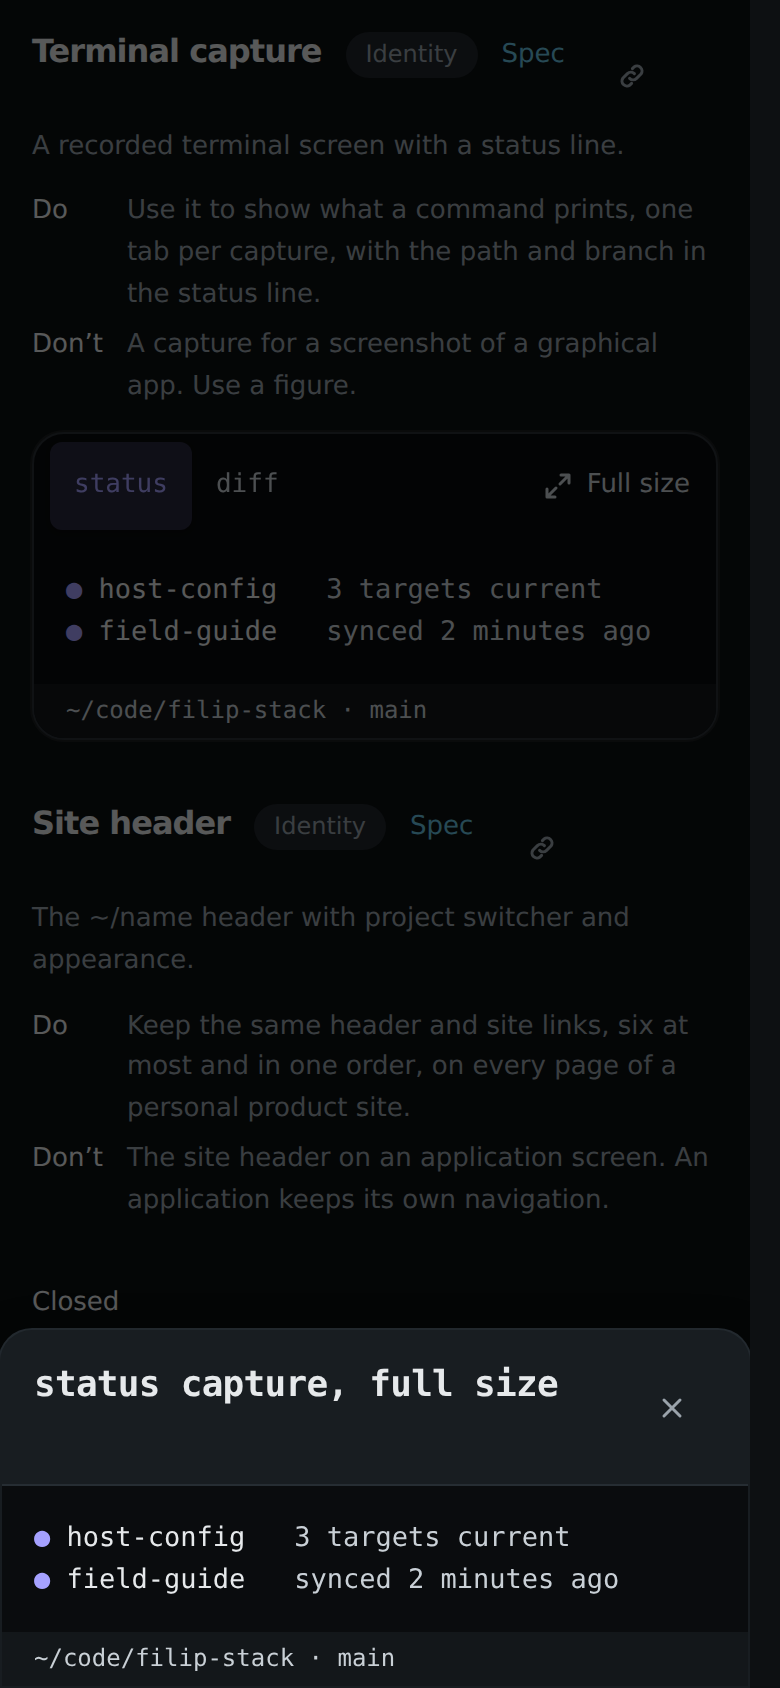 Terminal capture Identity Spec
A recorded terminal screen with a status line.
Do Use it to show what a command prints, one
tab per capture, with the path and branch in
the status line.
Don’t A capture for a screenshot of a graphical
app. Use a figure.
status diff Full size
● host-config 3 targets current
● field-guide synced 2 minutes ago
~/code/filip-stack · main
Site header Identity Spec
The ~/name header with project switcher and
appearance.
Do Keep the same header and site links, six at
most and in one order, on every page of a
personal product site.
Don’t The site header on an application screen. An
application keeps its own navigation.
Closed
status capture, full size
● host-config 3 targets current
● field-guide synced 2 minutes ago
~/code/filip-stack · main